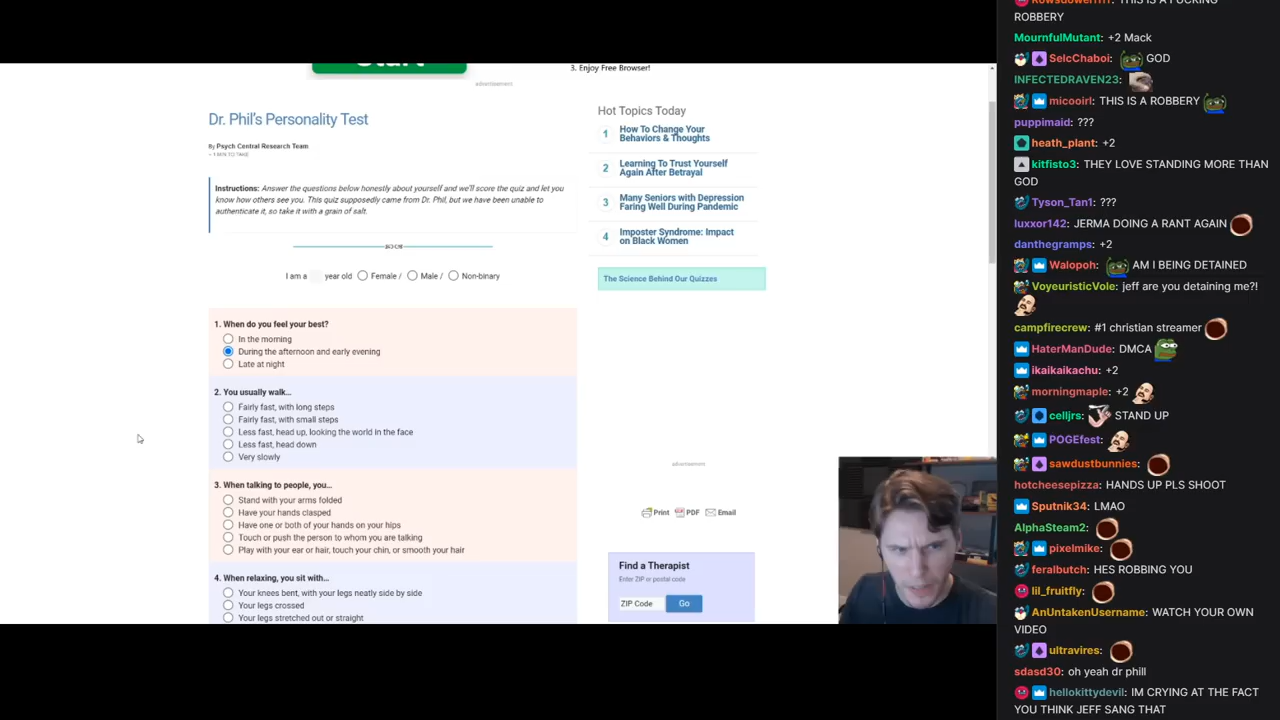 Start
3. Enjoy Free Browser!
advertisement
Dr. Phil's Personality Test
By Psych Central Research Team
Instructions: Answer the questions below honestly about yourself and we'll score the quiz and let you
know how others see you. This quiz supposedly came from Dr. Phil, but we have been unable to
authenticate it, so take it with a grain of salt.
I am a year old Female / Male / Non-binary
1. When do you feel your best?
In the morning
During the afternoon and early evening
Late at night
2. You usually walk...
Fairly fast, with long steps
Fairly fast, with small steps
Less fast, head up, looking the world in the face
Less fast, head down
Very slowly
3. When talking to people, you...
Stand with your arms folded
Have your hands clasped
Have one or both of your hands on your hips
Touch or push the person to whom you are talking
Play with your ear or hair, touch your chin, or smooth your hair
4. When relaxing, you sit with...
Your knees bent, with your legs neatly side by side
Your legs crossed
Your legs stretched out or straight
Hot Topics Today
1 How To Change Your
Behaviors & Thoughts
2 Learning To Trust Yourself
Again After Betrayal
3 Many Seniors with Depression
Faring Well During Pandemic
4 Imposter Syndrome: Impact
on Black Women
The Science Behind Our Quizzes
advertisement
Print PDF Email
Find a Therapist
Enter ZIP or postal code
ZIP Code Go
ROBBERY
MournfulMutant: +2 Mack
SelcChaboi: GOD
INFECTEDRAVEN23:
micooirl: THIS IS A ROBBERY
puppimaid: ???
heath_plant: +2
kitfisto3: THEY LOVE STANDING MORE THAN
GOD
Tyson_Tan1: ???
luxxor142: JERMA DOING A RANT AGAIN
danthegramps: +2
Walopoh: AM I BEING DETAINED
VoyeuristicVole: jeff are you detaining me?!
campfirecrew: #1 christian streamer
HaterManDude: DMCA
ikaikaikachu: +2
morningmaple: +2
celljrs: STAND UP
POGEfest:
sawdustbunnies:
hotcheesepizza: HANDS UP PLS SHOOT
Sputnik34: LMAO
AlphaSteam2:
pixelmike:
feralbutch: HES ROBBING YOU
lil_fruitfly:
AnUntakenUsername: WATCH YOUR OWN
VIDEO
ultravires:
sdasd30: oh yeah dr phill
hellokittydevil: IM CRYING AT THE FACT
YOU THINK JEFF SANG THAT